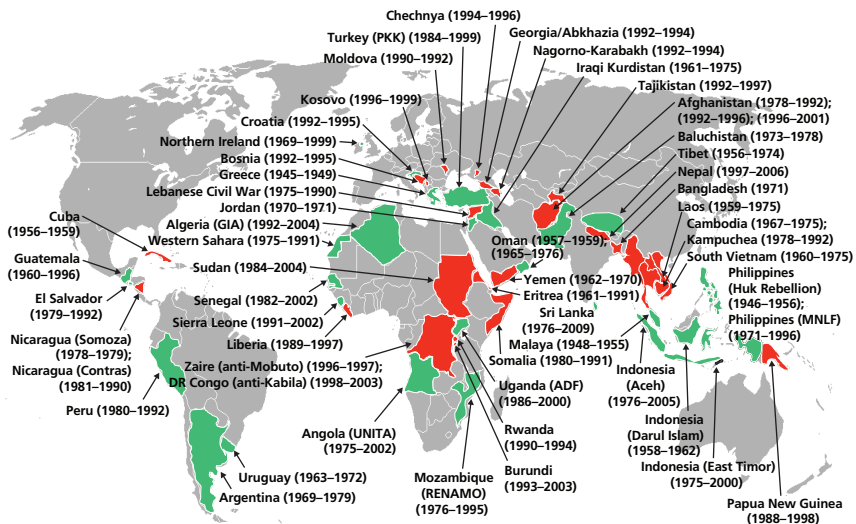 Chechnya (1994–1996)
Turkey (PKK) (1984–1999)
Georgia/Abkhazia (1992–1994)
Moldova (1990–1992)
Nagorno-Karabakh (1992–1994)
Iraqi Kurdistan (1961–1975)
Tajikistan (1992–1997)
Kosovo (1996–1999)
Afghanistan (1978–1992);
(1992–1996); (1996–2001)
Croatia (1992–1995)
Baluchistan (1973–1978)
Northern Ireland (1969–1999)
Tibet (1956–1974)
Bosnia (1992–1995)
Nepal (1997–2006)
Greece (1945–1949)
Bangladesh (1971)
Lebanese Civil War (1975–1990)
Laos (1959–1975)
Jordan (1970–1971)
Cuba
(1956–1959)
Algeria (GIA) (1992–2004)
Cambodia (1967–1975);
Kampuchea (1978–1992)
Western Sahara (1975–1991)
Oman (1957–1959);
(1965–1976)
South Vietnam (1960–1975)
Guatemala
(1960–1996)
Sudan (1984–2004)
Yemen (1962–1970)
Philippines
(Huk Rebellion)
(1946–1956);
Philippines (MNLF)
(1971–1996)
Eritrea (1961–1991)
El Salvador
(1979–1992)
Senegal (1982–2002)
Sri Lanka
(1976–2009)
Sierra Leone (1991–2002)
Malaya (1948–1955)
Liberia (1989–1997)
Somalia (1980–1991)
Nicaragua (Somoza)
(1978–1979);
Nicaragua (Contras)
(1981–1990)
Zaire (anti-Mobuto) (1996–1997);
DR Congo (anti-Kabila) (1998–2003)
Indonesia
(Aceh)
(1976–2005)
Uganda (ADF)
(1986–2000)
Peru (1980–1992)
Indonesia
(Darul Islam)
(1958–1962)
Angola (UNITA)
(1975–2002)
Rwanda
(1990–1994)
Indonesia (East Timor)
(1975–2000)
Burundi
(1993–2003)
Uruguay (1963–1972)
Mozambique
(RENAMO)
(1976–1995)
Argentina (1969–1979)
Papua New Guinea
(1988–1998)